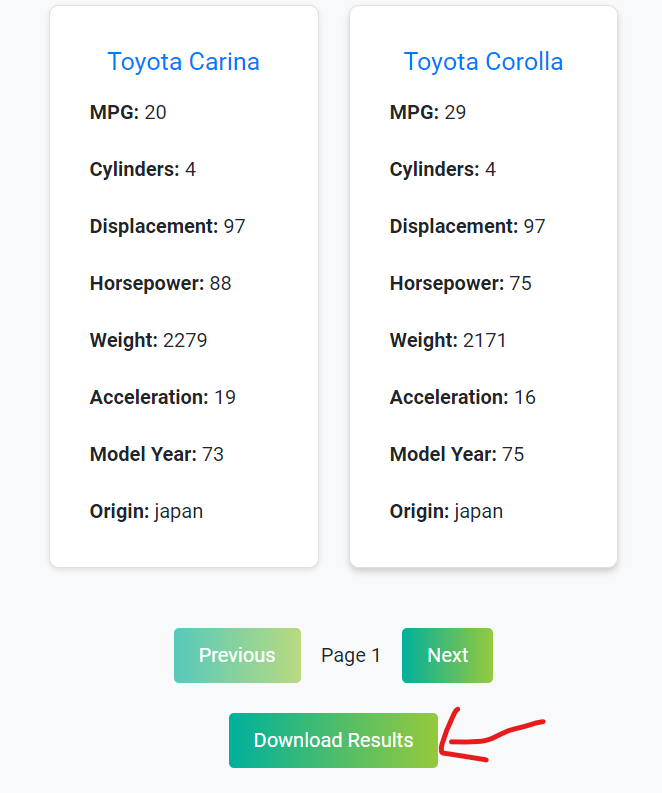 Toyota Carina
MPG: 20
Cylinders: 4
Displacement: 97
Horsepower: 88
Weight: 2279
Acceleration: 19
Model Year: 73
Origin: japan
Toyota Corolla
MPG: 29
Cylinders: 4
Displacement: 97
Horsepower: 75
Weight: 2171
Acceleration: 16
Model Year: 75
Origin: japan
Previous
Page 1
Next
Download Results